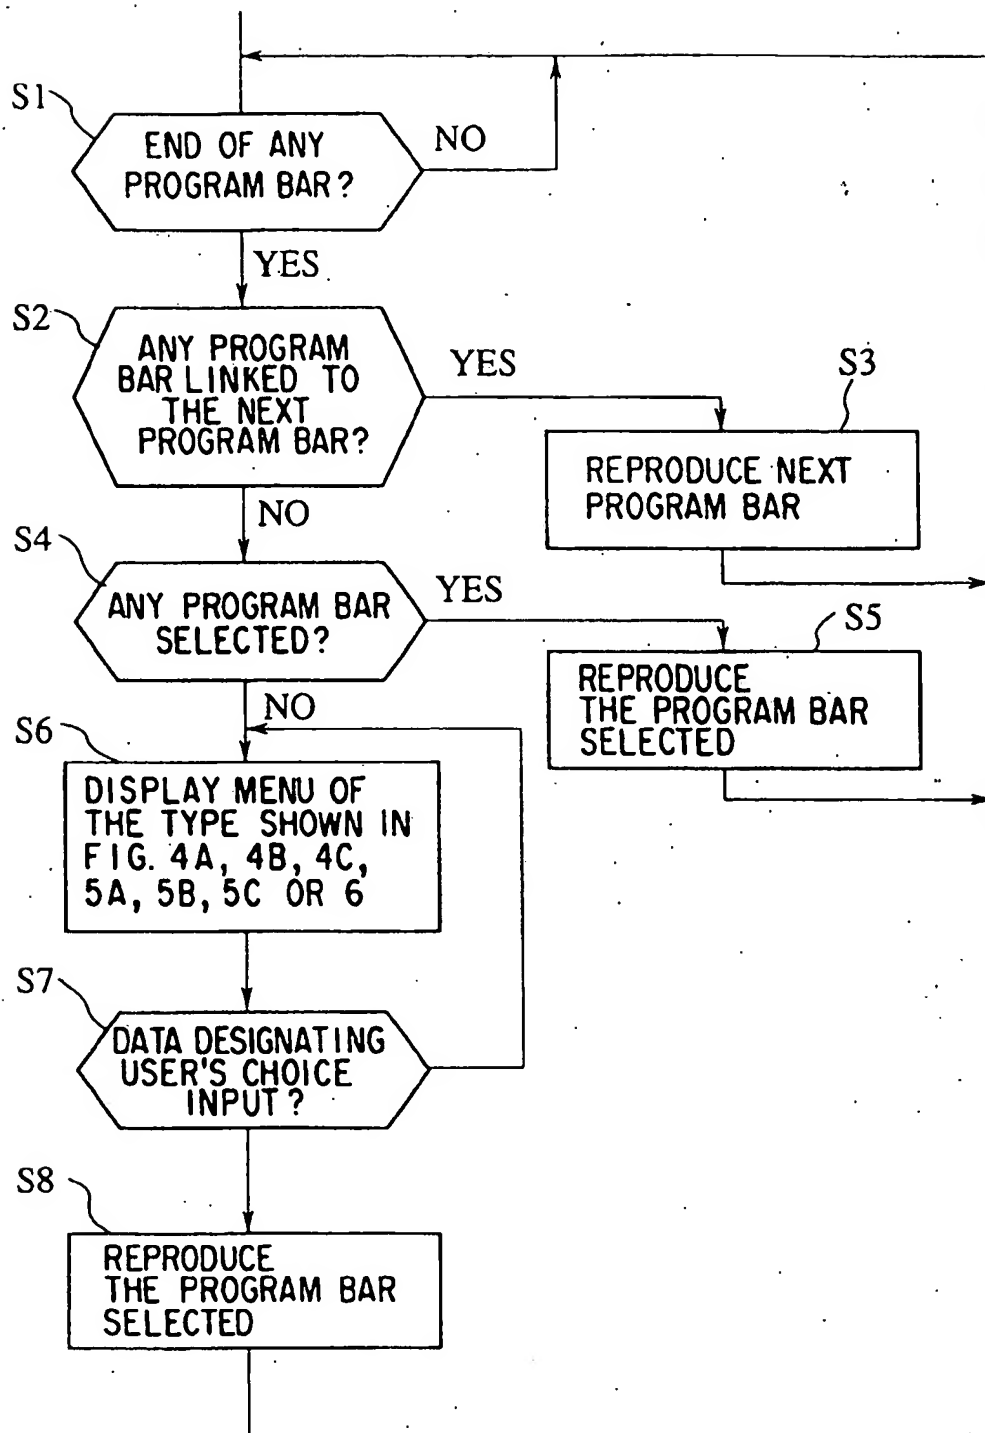 S1
END OF ANY
PROGRAM BAR?
NO
YES
S2
ANY PROGRAM
BAR LINKED TO
THE NEXT
PROGRAM BAR?
YES
S3
REPRODUCE NEXT
PROGRAM BAR
NO
S4
ANY PROGRAM BAR
SELECTED?
YES
S5
REPRODUCE
THE PROGRAM BAR
SELECTED
NO
S6
DISPLAY MENU OF
THE TYPE SHOWN IN
FIG. 4A, 4B, 4C,
5A, 5B, 5C OR 6
S7
DATA DESIGNATING
USER'S CHOICE
INPUT?
S8
REPRODUCE
THE PROGRAM BAR
SELECTED